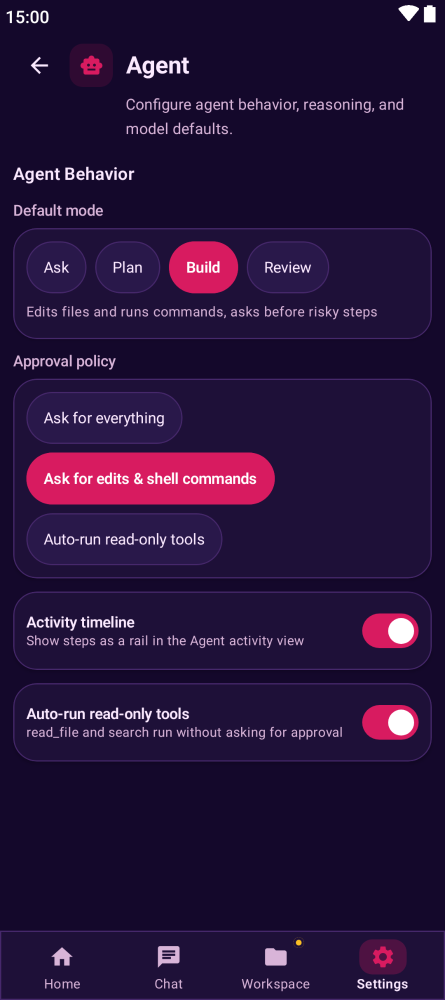 15:00
Agent
Configure agent behavior, reasoning, and
model defaults.
Agent Behavior
Default mode
Ask
Plan
Build
Review
Edits files and runs commands, asks before risky steps
Approval policy
Ask for everything
Ask for edits & shell commands
Auto-run read-only tools
Activity timeline
Show steps as a rail in the Agent activity view
Auto-run read-only tools
read_file and search run without asking for approval
Home
Chat
Workspace
Settings